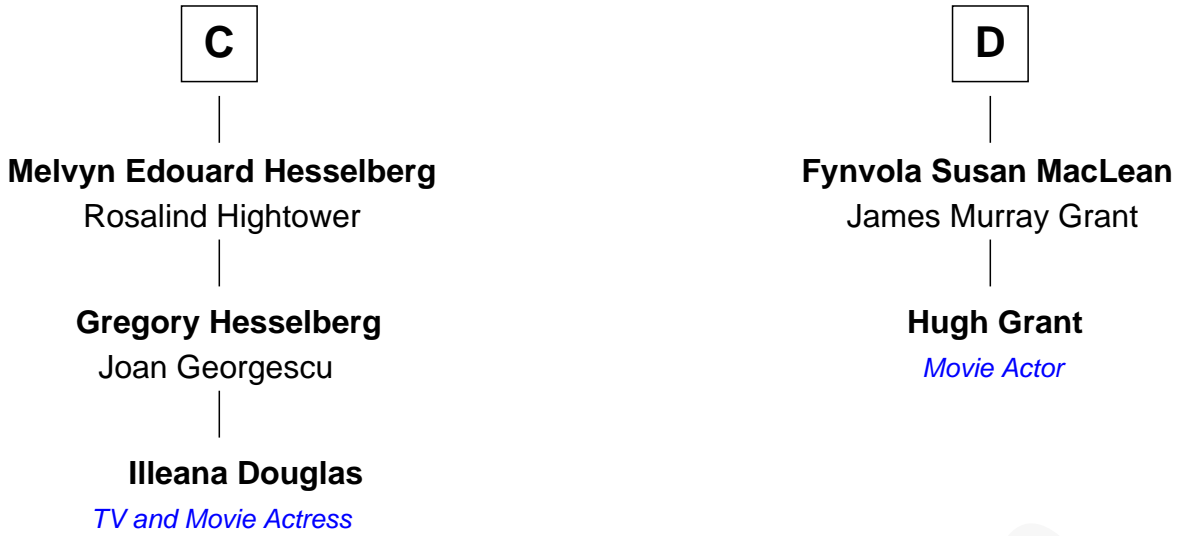 C
Melvyn Edouard Hesselberg
Rosalind Hightower
Gregory Hesselberg
Joan Georgescu
Illeana Douglas
TV and Movie Actress
D
Fynvola Susan MacLean
James Murray Grant
Hugh Grant
Movie Actor